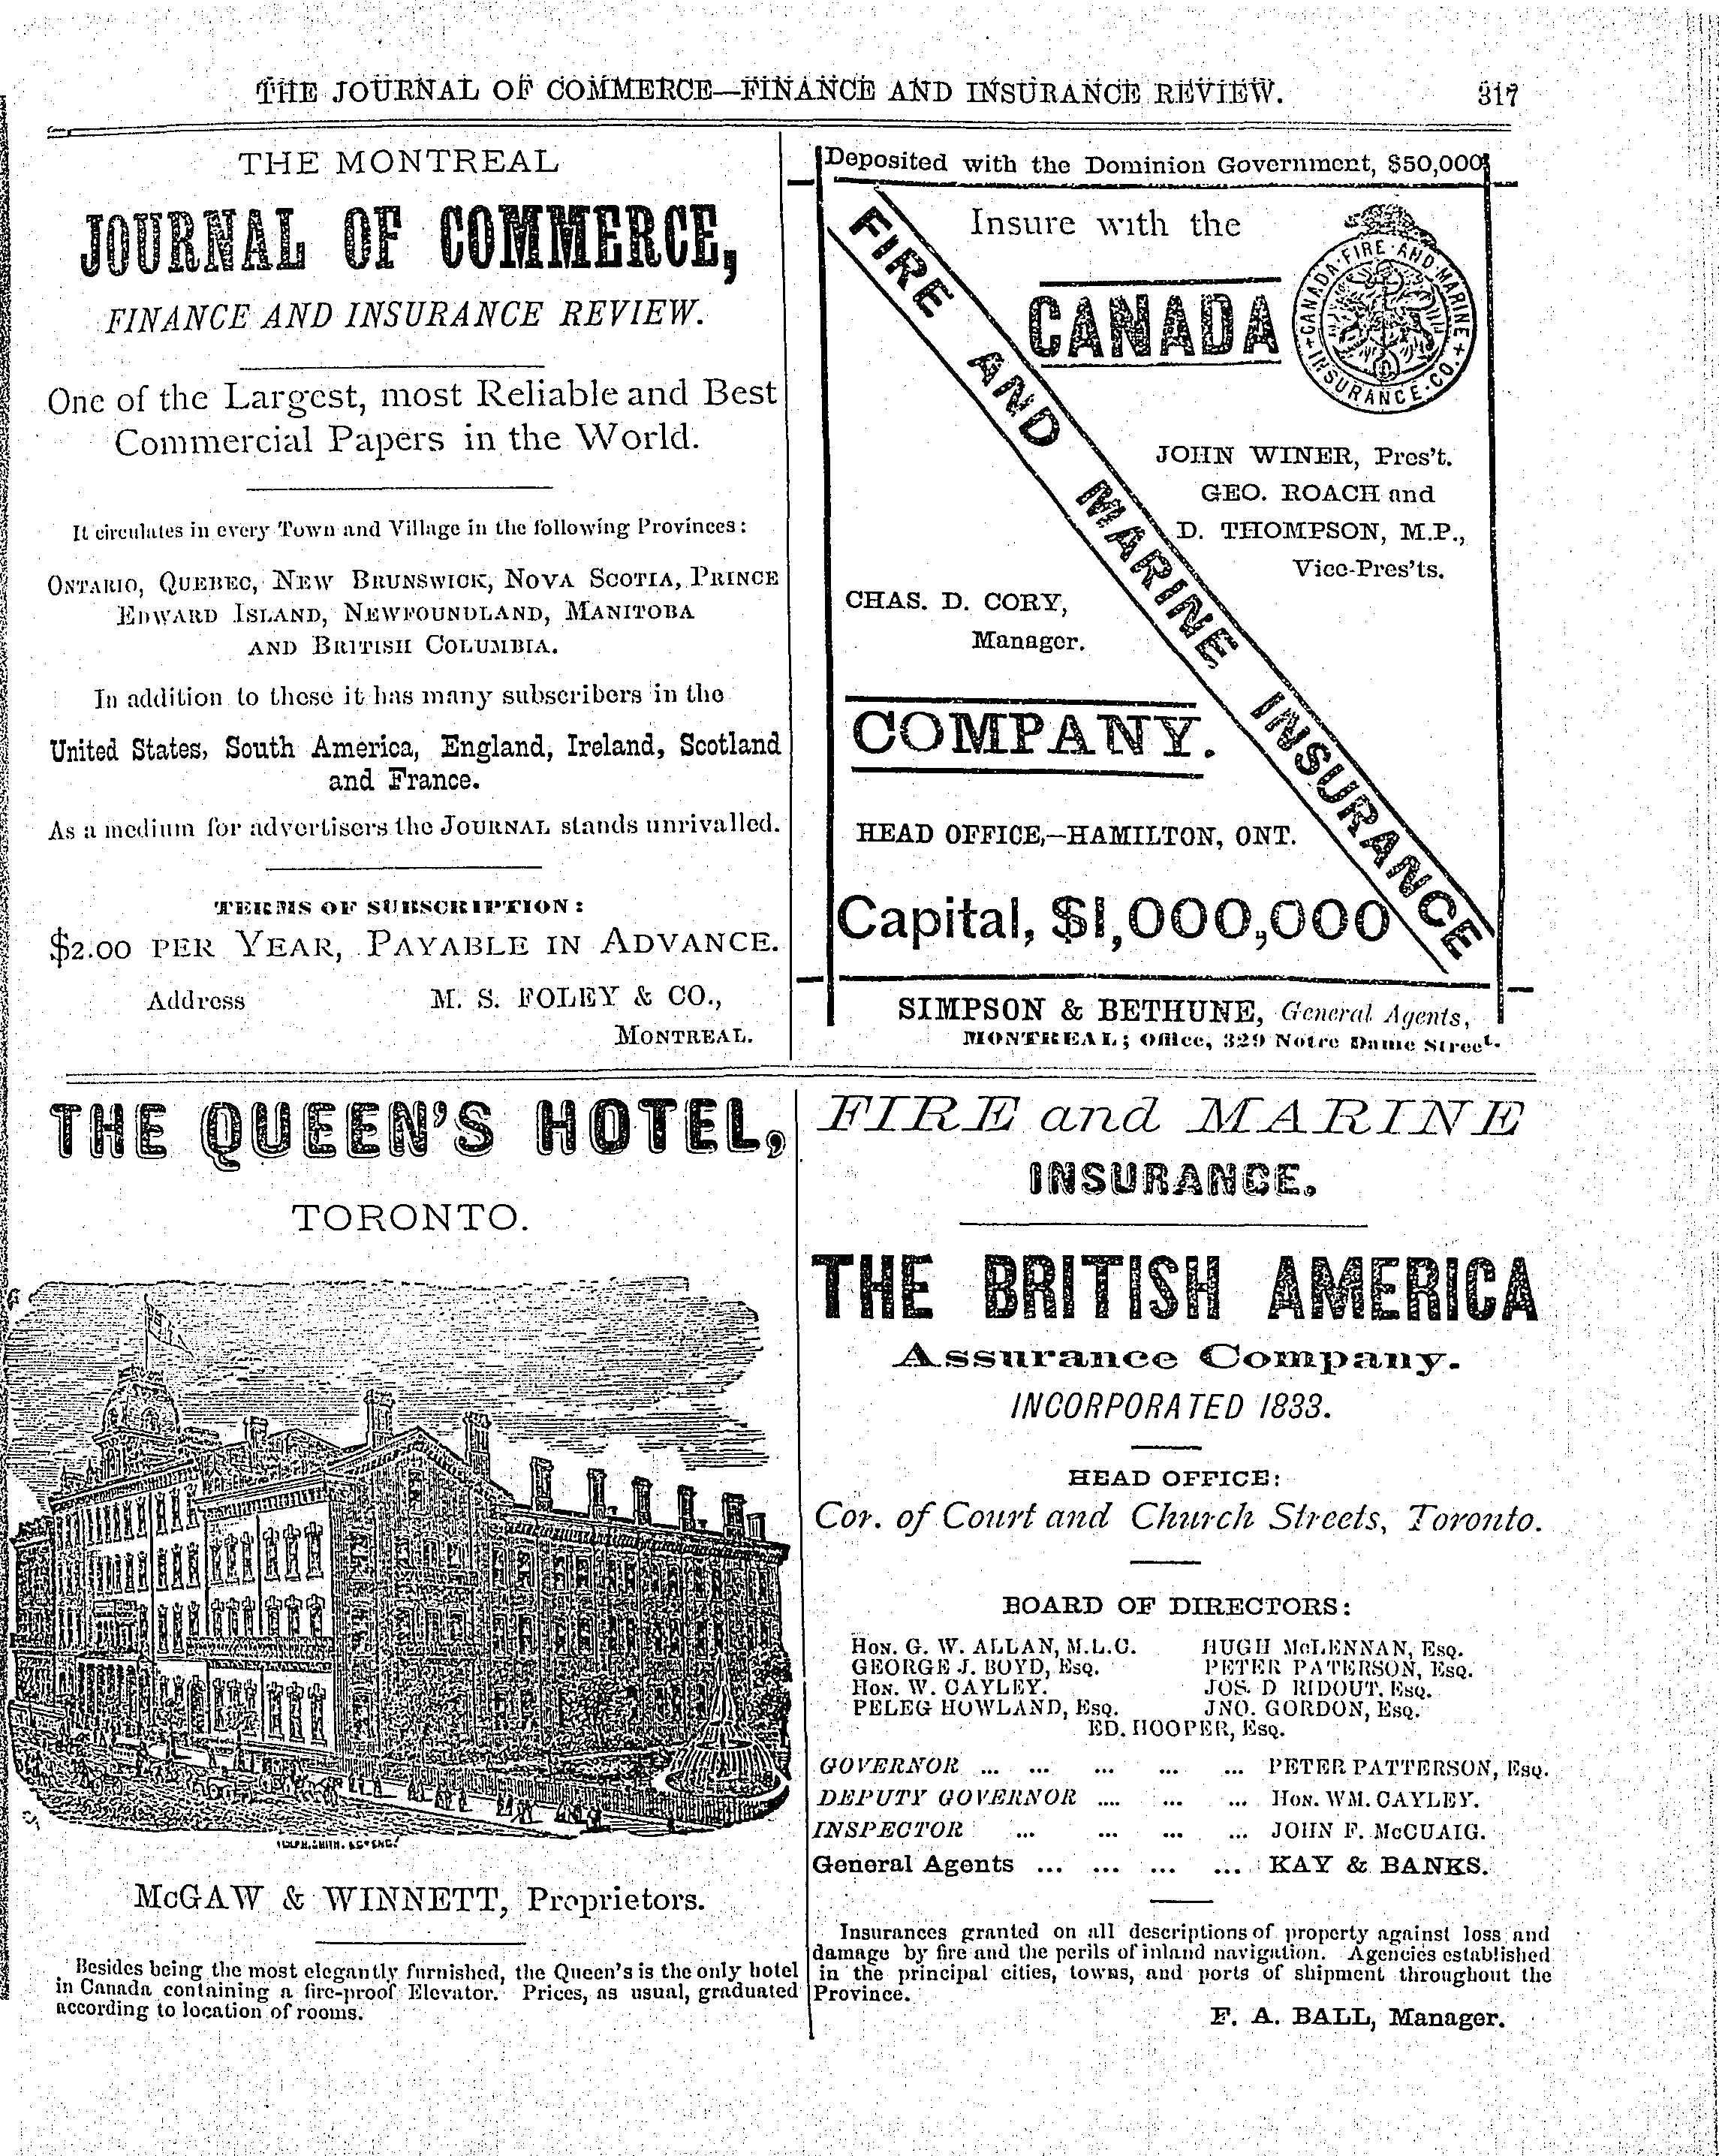 THE JOURNAL OF COMMERCE—FINANCE AND INSURANCE REVIEW. 317
THE MONTREAL
JOURNAL OF COMMERCE,
FINANCE AND INSURANCE REVIEW.
One of the Largest, most Reliable and Best
Commercial Papers in the World.
It circulates in every Town and Village in the following Provinces:
ONTARIO, QUEBEC, NEW BRUNSWICK, NOVA SCOTIA, PRINCE
EDWARD ISLAND, NEWFOUNDLAND, MANITOBA
AND BRITISH COLUMBIA.
In addition to these it has many subscribers in the
United States, South America, England, Ireland, Scotland
and France.
As a medium for advertisers the JOURNAL stands unrivalled.
TERMS OF SUBSCRIPTION:
$2.00 PER YEAR, PAYABLE IN ADVANCE.
Address M. S. FOLEY & CO.,
MONTREAL.
Deposited with the Dominion Government, $50,000
Insure with the
CANADA
CANADA·FIRE·AND·MARINE+
+INSURANCE·CO.
FIRE AND MARINE INSURANCE
JOHN WINER, Pres't.
GEO. ROACH and
D. THOMPSON, M.P.,
Vice-Pres'ts.
CHAS. D. CORY,
Manager.
COMPANY.
HEAD OFFICE,—HAMILTON, ONT.
Capital, $1,000,000
SIMPSON & BETHUNE, General Agents,
MONTREAL; Office, 329 Notre Dame Street.
THE QUEEN'S HOTEL,
TORONTO.
McGAW & WINNETT, Proprietors.
Besides being the most elegantly furnished, the Queen's is the only hotel
in Canada containing a fire-proof Elevator. Prices, as usual, graduated
according to location of rooms.
FIRE and MARINE
INSURANCE.
THE BRITISH AMERICA
Assurance Company.
INCORPORATED 1833.
HEAD OFFICE:
Cor. of Court and Church Streets, Toronto.
BOARD OF DIRECTORS:
HON. G. W. ALLAN, M.L.C. HUGH McLENNAN, ESQ.
GEORGE J. BOYD, ESQ. PETER PATERSON, ESQ.
HON. W. CAYLEY. JOS. D RIDOUT, ESQ.
PELEG HOWLAND, ESQ. JNO. GORDON, ESQ.
ED. HOOPER, ESQ.
GOVERNOR ... ... ... ... ... PETER PATTERSON, ESQ.
DEPUTY GOVERNOR .... ... ... HON. WM. CAYLEY.
INSPECTOR ... ... ... ... JOHN F. McCUAIG.
General Agents ... ... ... ... KAY & BANKS.
Insurances granted on all descriptions of property against loss and
damage by fire and the perils of inland navigation. Agencies established
in the principal cities, towns, and ports of shipment throughout the
Province.
F. A. BALL, Manager.